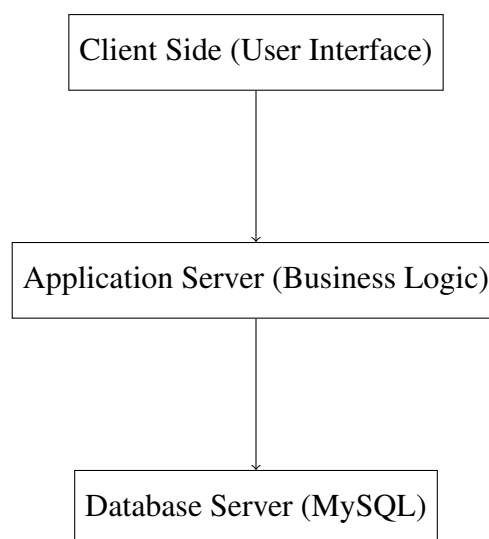 Client Side (User Interface)
Application Server (Business Logic)
Database Server (MySQL)